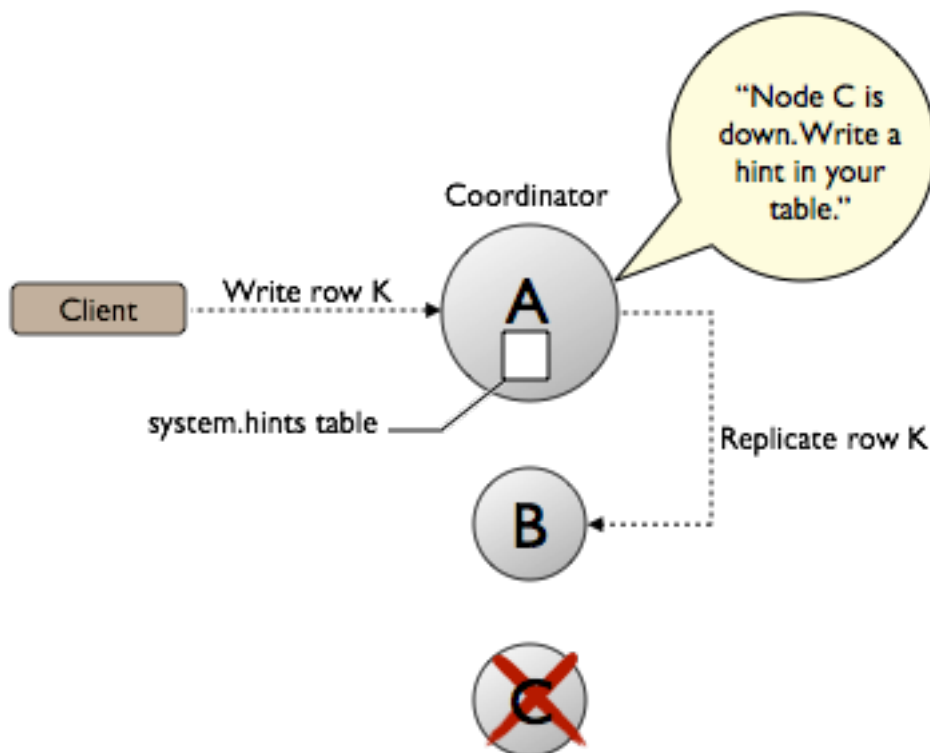 “Node C is
down. Write a
hint in your
table.”
Coordinator
Client
Write row K
A
system.hints table
Replicate row K
B
C